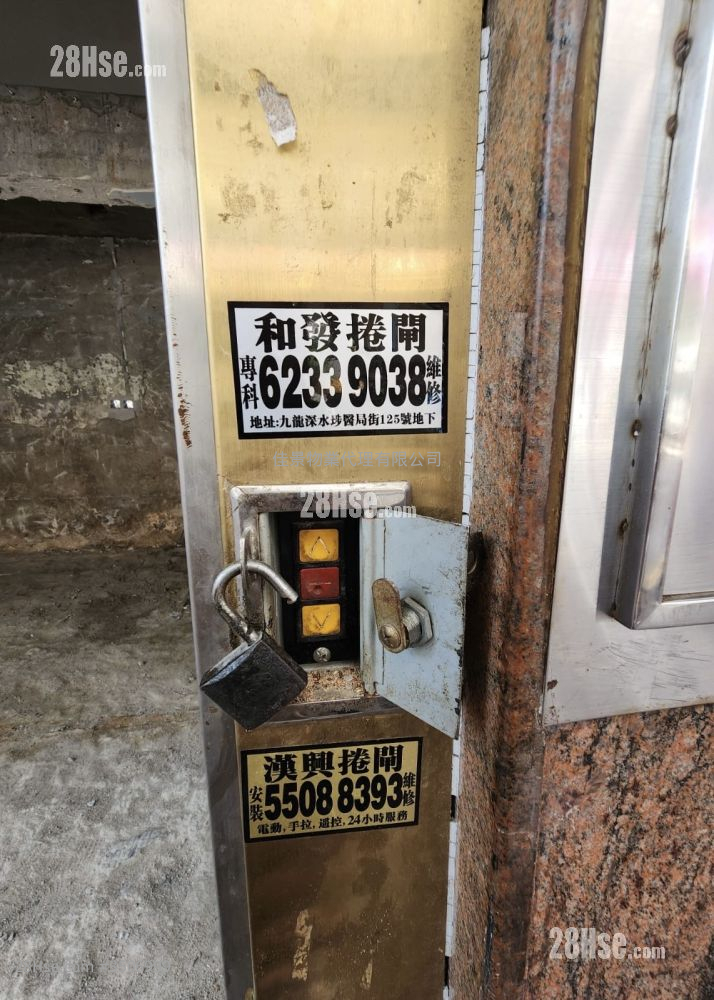 28Hse.com
和發捲閘
專科 6233 9038 維修
地址:九龍深水埗醫局街125號地下
28Hse.com
漢興捲閘
安裝 5508 8393 維修
電動,手拉,遥控,24小時服務
28Hse.com